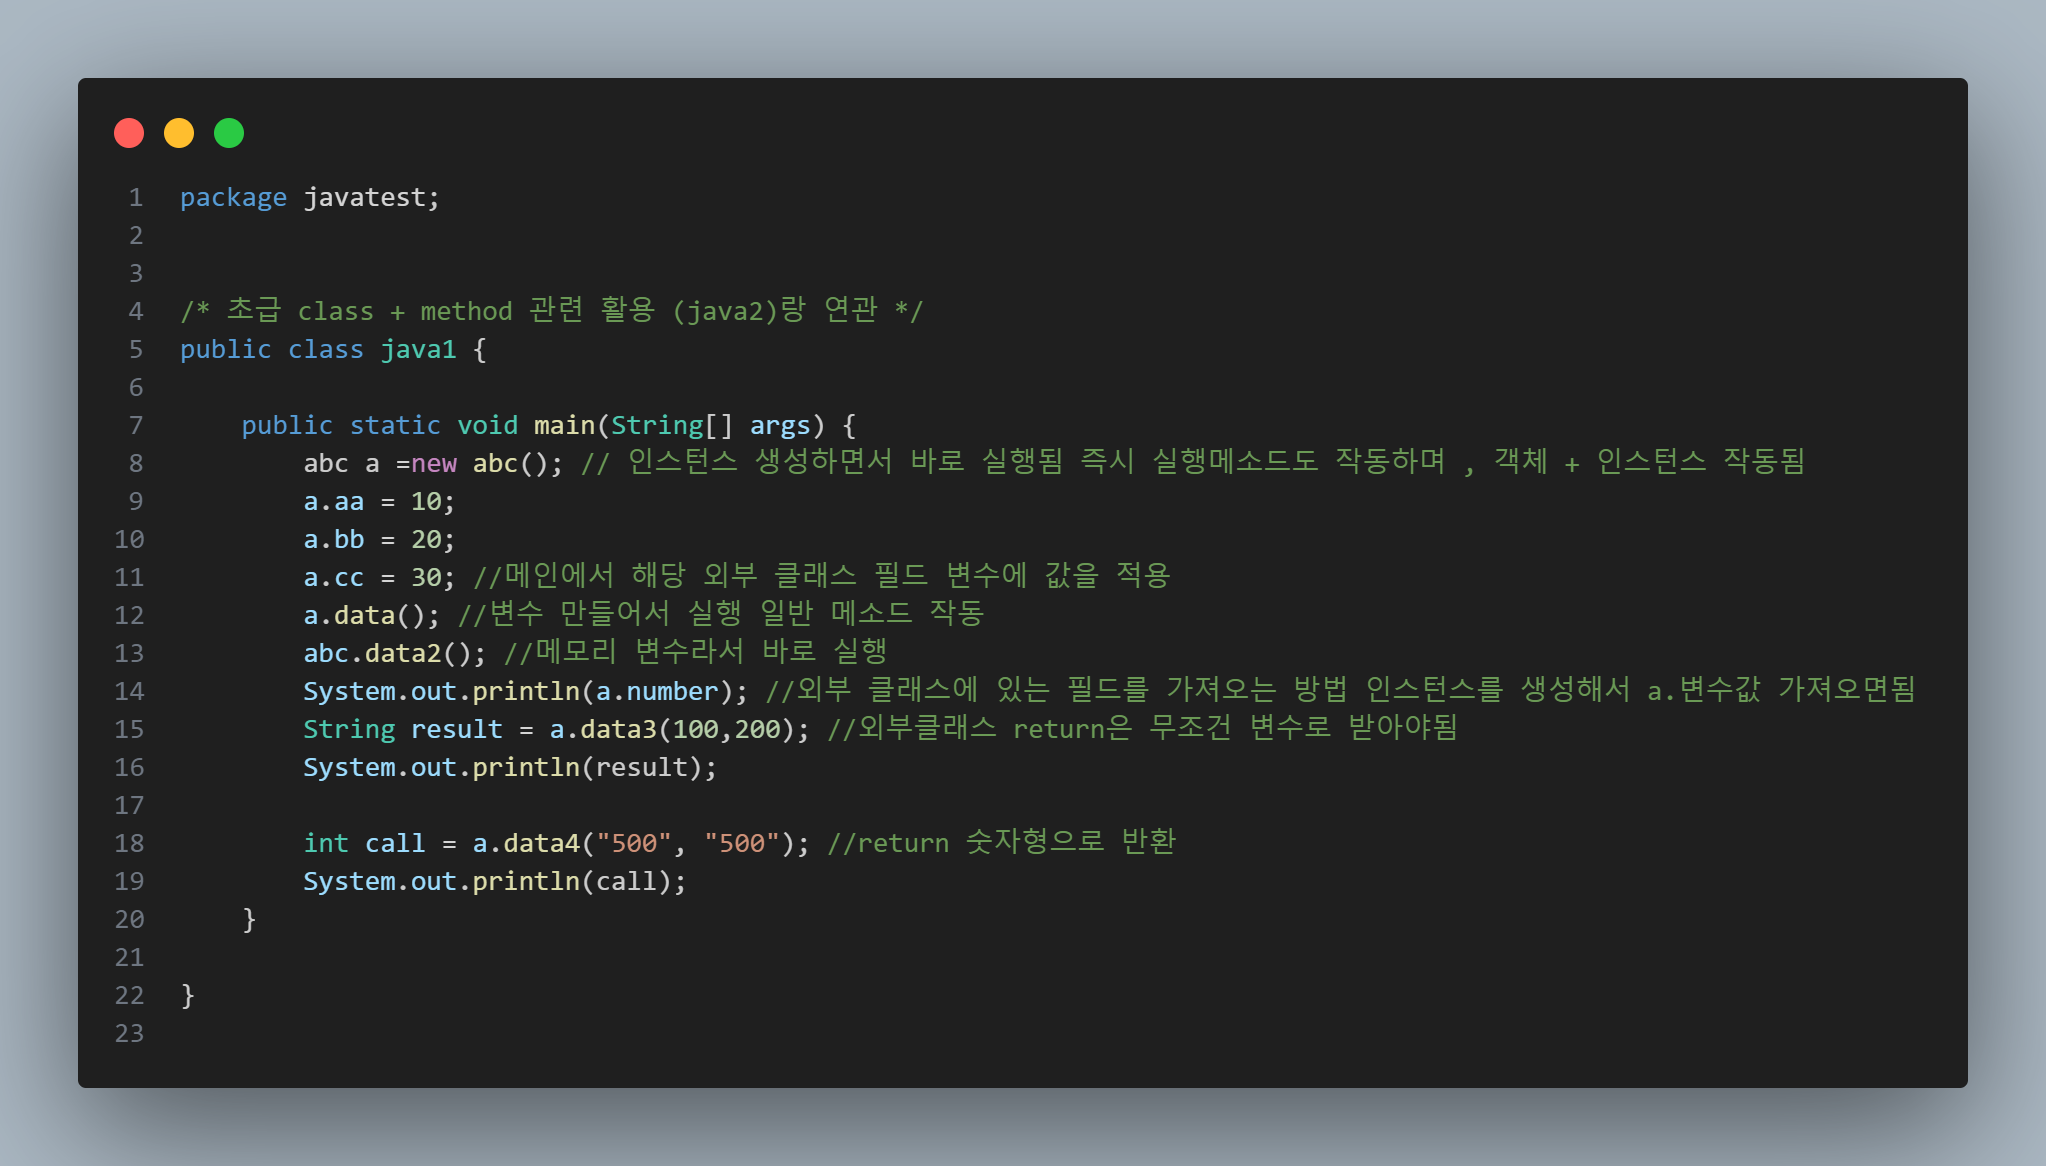 1 package javatest;
2
3
4 /* 초급 class + method 관련 활용 (java2)랑 연관 */
5 public class java1 {
6
7     public static void main(String[] args) {
8         abc a =new abc(); // 인스턴스 생성하면서 바로 실행됨 즉시 실행메소드도 작동하며 , 객체 + 인스턴스 작동됨
9         a.aa = 10;
10         a.bb = 20;
11         a.cc = 30; //메인에서 해당 외부 클래스 필드 변수에 값을 적용
12         a.data(); //변수 만들어서 실행 일반 메소드 작동
13         abc.data2(); //메모리 변수라서 바로 실행
14         System.out.println(a.number); //외부 클래스에 있는 필드를 가져오는 방법 인스턴스를 생성해서 a.변수값 가져오면됨
15         String result = a.data3(100,200); //외부클래스 return은 무조건 변수로 받아야됨
16         System.out.println(result);
17
18         int call = a.data4("500", "500"); //return 숫자형으로 반환
19         System.out.println(call);
20     }
21
22 }
23